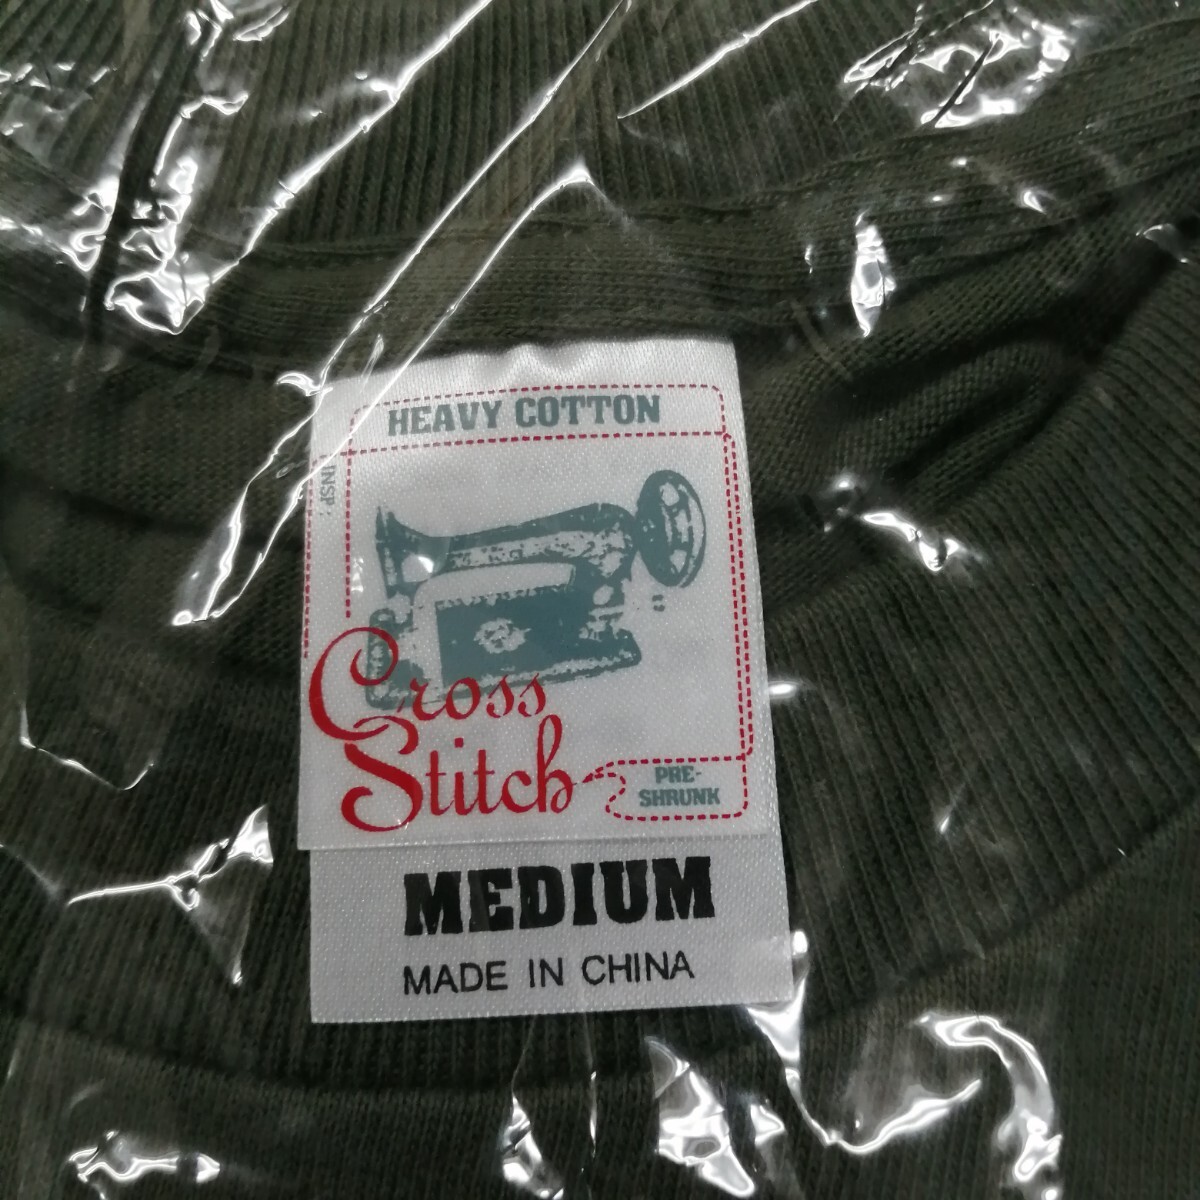 HEAVY COTTON
INSP:
Cross
Stitch
PRE-
SHRUNK
MEDIUM
MADE IN CHINA